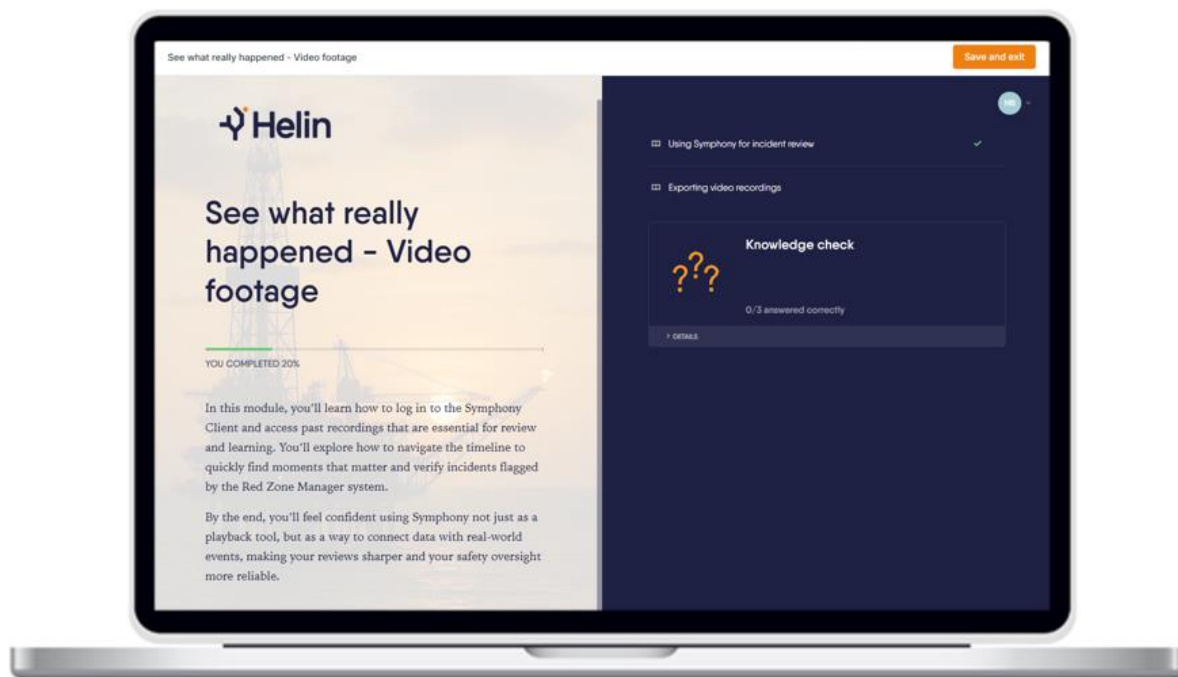 See what really happened - Video footage
Save and exit
Helin
See what really
happened - Video
footage
YOU COMPLETED 20%
In this module, you'll learn how to log in to the Symphony
Client and access past recordings that are essential for review
and learning. You'll explore how to navigate the timeline to
quickly find moments that matter and verify incidents flagged
by the Red Zone Manager system.
By the end, you'll feel confident using Symphony not just as a
playback tool, but as a way to connect data with real-world
events, making your reviews sharper and your safety oversight
more reliable.
Using Symphony for incident review
Exporting video recordings
???
Knowledge check
0/3 answered correctly
> DETAILS